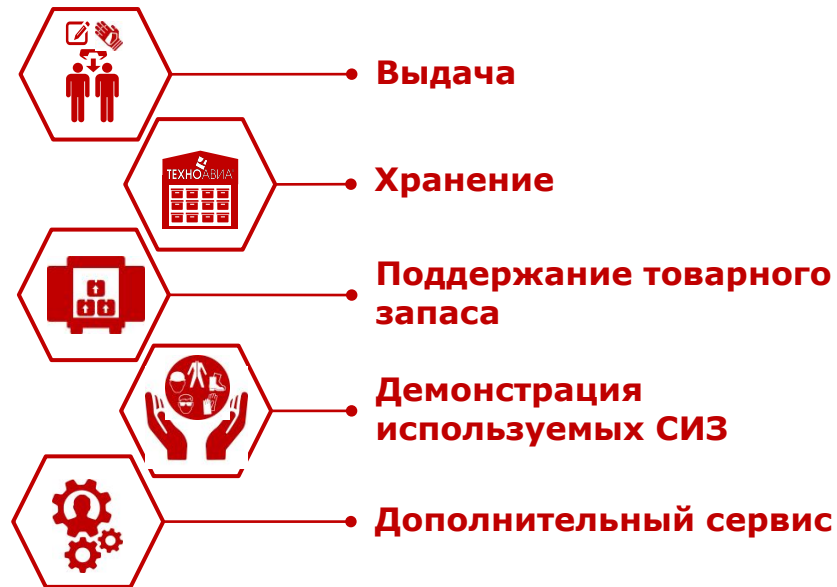 Выдача
ТЕХНОАВИА
Хранение
Поддержание товарного
запаса
Демонстрация
используемых СИЗ
Дополнительный сервис